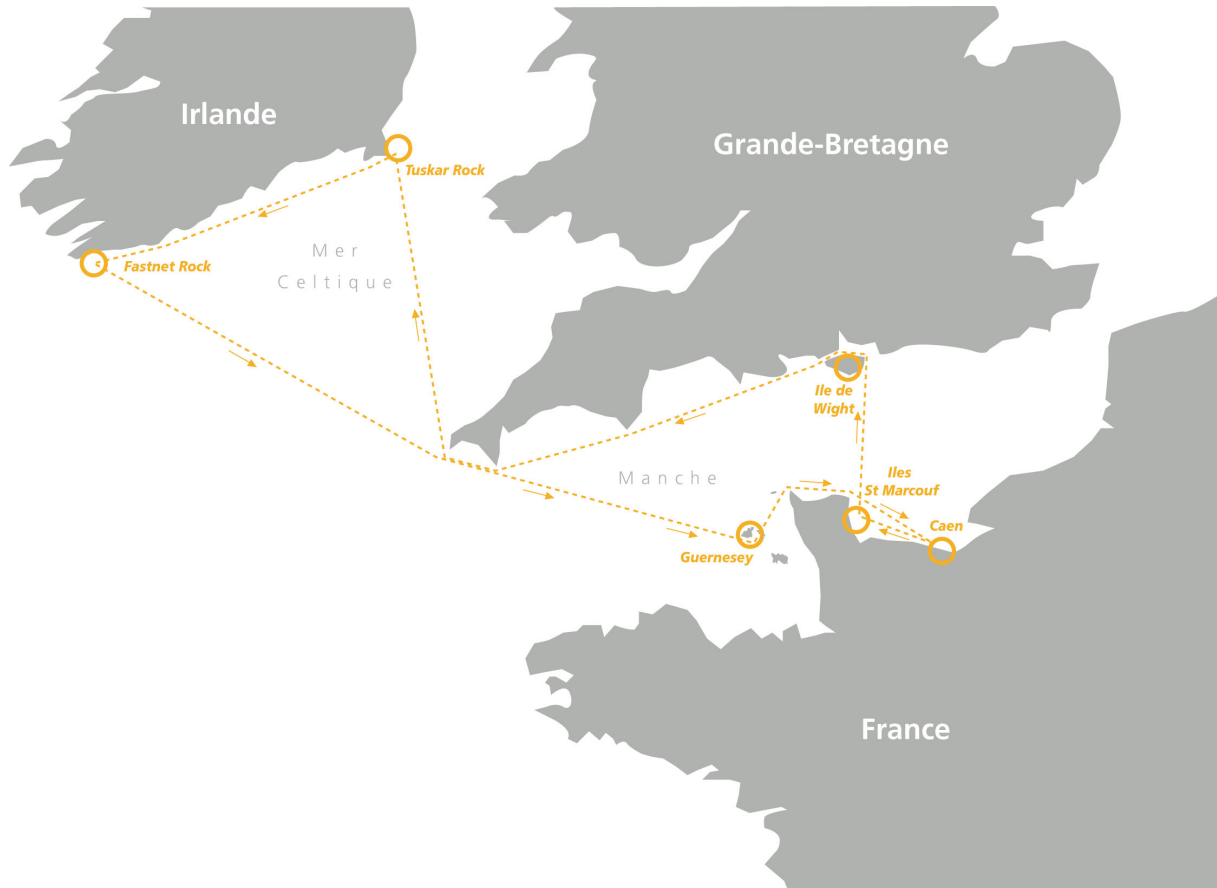 Irlande
Grande-Bretagne
Tuskar Rock
Mer
Celtique
Fastnet Rock
Ile de
Wight
Manche
Iles
St Marcouf
Caen
Guernesey
France